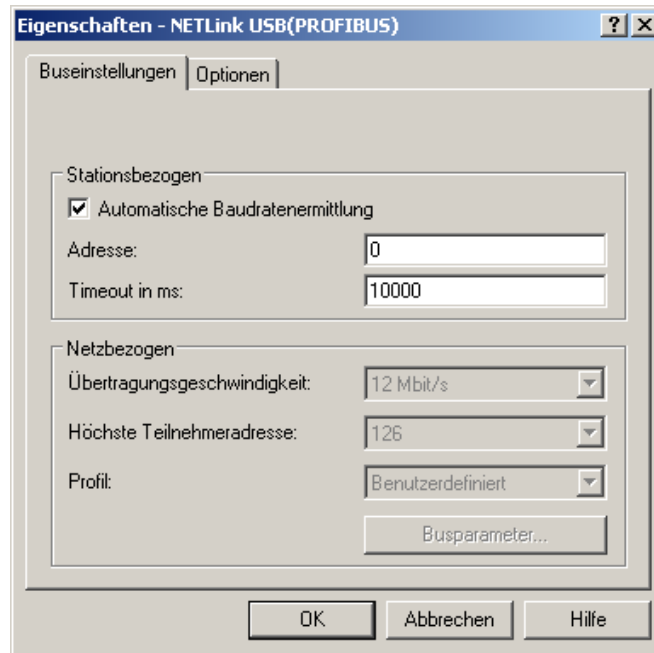 Eigenschaften - NETLink USB(PROFIBUS)
Buseinstellungen
Optionen
Stationsbezogen
Automatische Baudratenermittlung
Adresse: 0
Timeout in ms: 10000
Netzbezogen
Übertragungsgeschwindigkeit: 12 Mbit/s
Höchste Teilnehmeradresse: 126
Profil: Benutzerdefiniert
Busparameter...
OK
Abbrechen
Hilfe